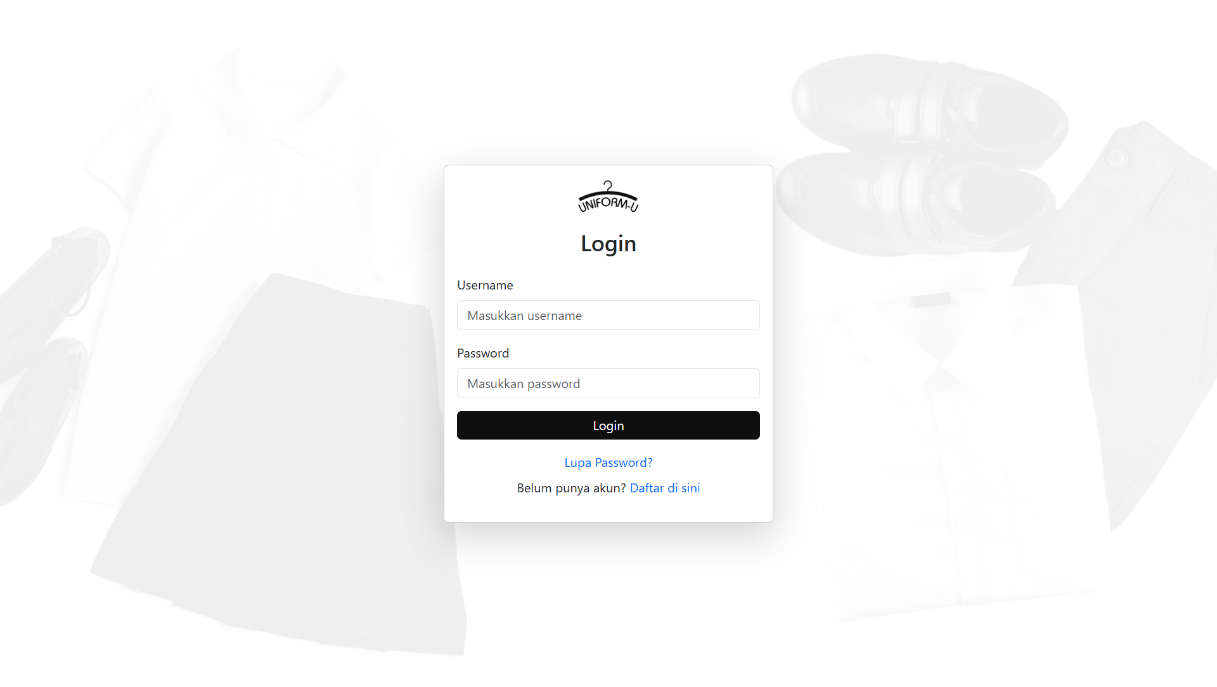 UNIFORM-U
Login
Username
Masukkan username
Password
Masukkan password
Login
Lupa Password?
Belum punya akun? Daftar di sini